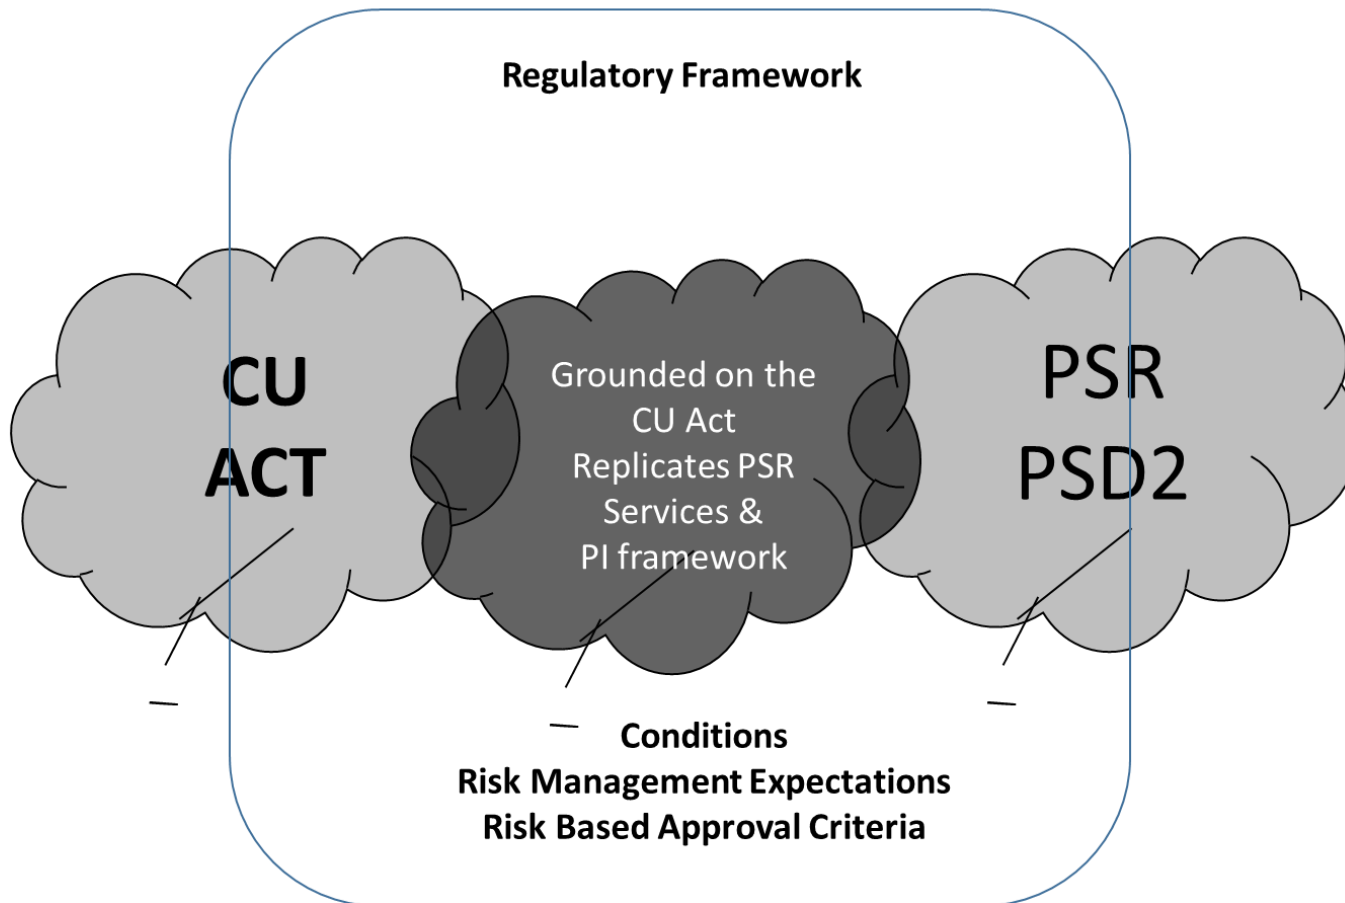 Regulatory Framework
CU
ACT
Grounded on the
CU Act
Replicates PSR
Services &
PI framework
PSR
PSD2
Conditions
Risk Management Expectations
Risk Based Approval Criteria